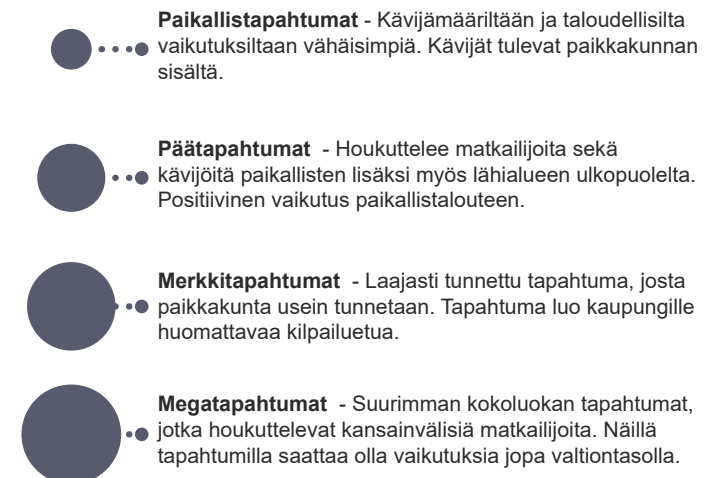 Paikallistapahtumat - Kävijämääriltään ja taloudellisilta
vaikutuksiltaan vähäisimpiä. Kävijät tulevat paikkakunnan
sisältä.
Päätapahtumat - Houkuttelee matkailijoita sekä
kävijöitä paikallisten lisäksi myös lähialueen ulkopuolelta.
Positiivinen vaikutus paikallistalouteen.
Merkkitapahtumat - Laajasti tunnettu tapahtuma, josta
paikkakunta usein tunnetaan. Tapahtuma luo kaupungille
huomattavaa kilpailuetua.
Megatapahtumat - Suurimman kokoluokan tapahtumat,
jotka houkuttelevat kansainvälisiä matkailijoita. Näillä
tapahtumilla saattaa olla vaikutuksia jopa valtiontasolla.